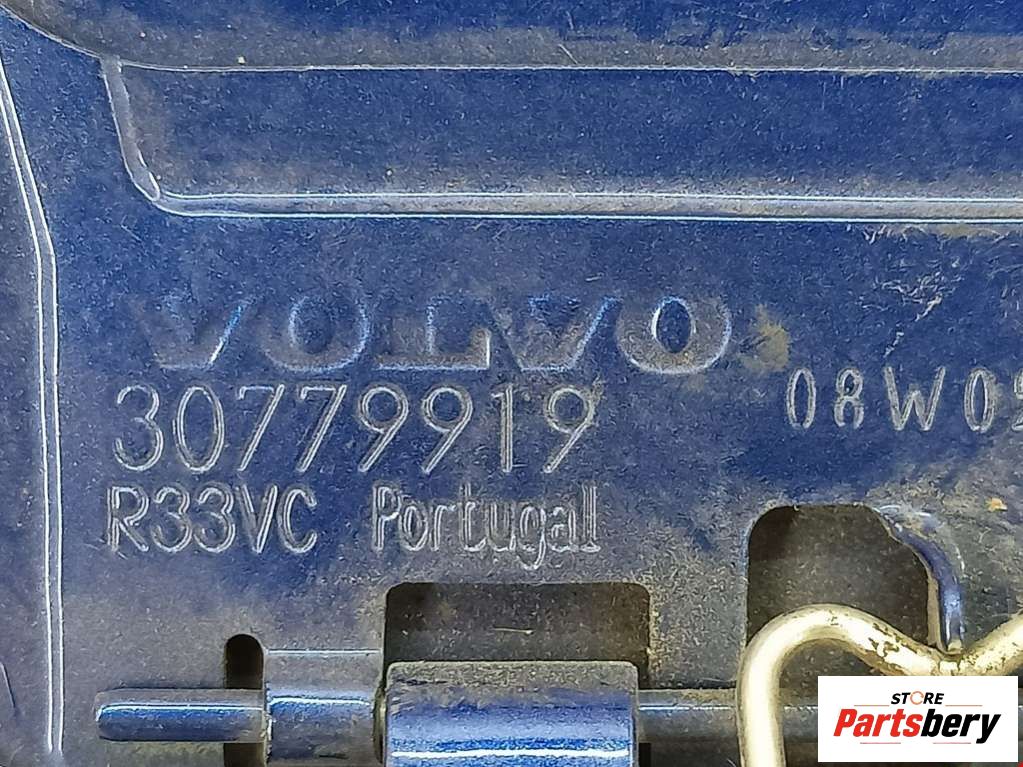 VOLVO
30779919
08W0
R33VC Portugal
STORE
Partsbery